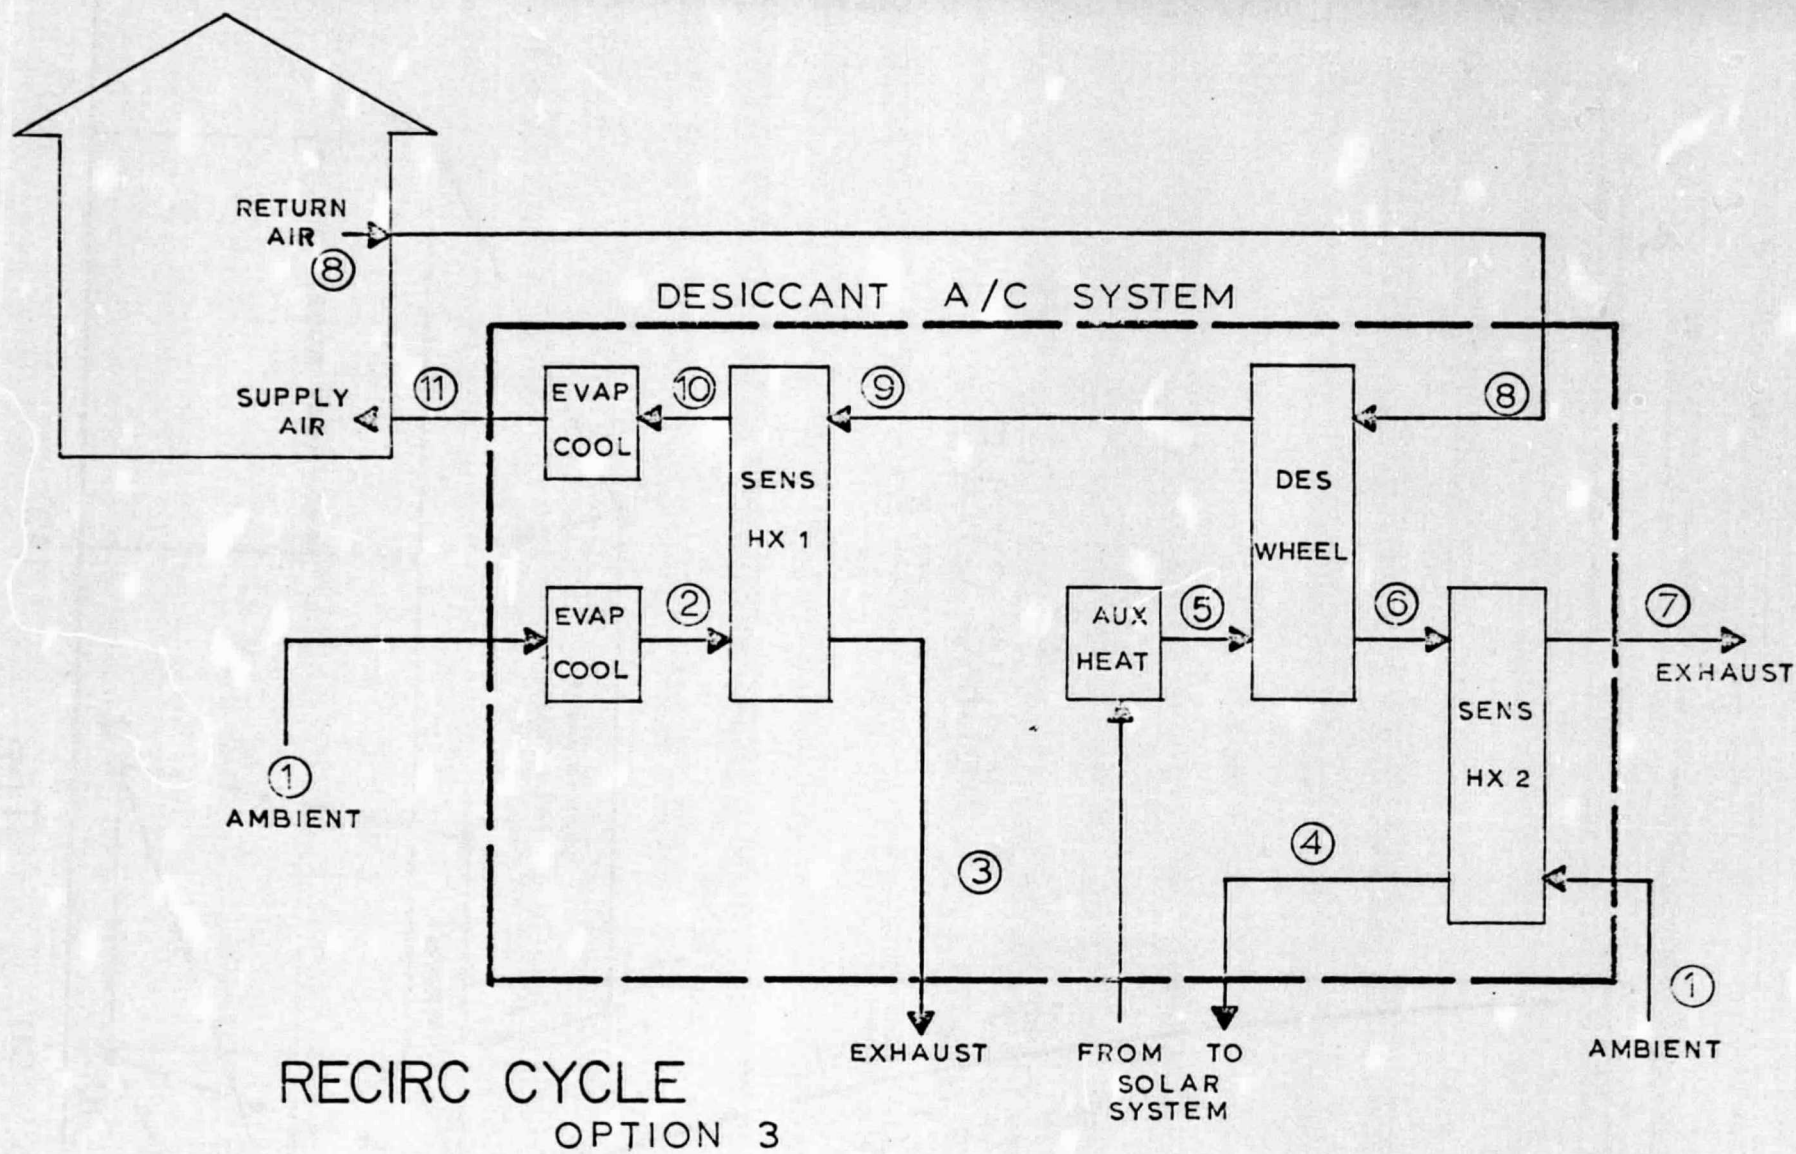 RETURN
AIR
⑧
DESICCANT A/C SYSTEM
SUPPLY
AIR
⑪
EVAP
COOL
⑩
SENS
HX 1
⑨
DES
WHEEL
⑧
EVAP
COOL
②
AUX
HEAT
⑤
⑥
⑦
EXHAUST
SENS
HX 2
①
AMBIENT
③
④
①
AMBIENT
EXHAUST
FROM TO
SOLAR
SYSTEM
RECIRC CYCLE
OPTION 3